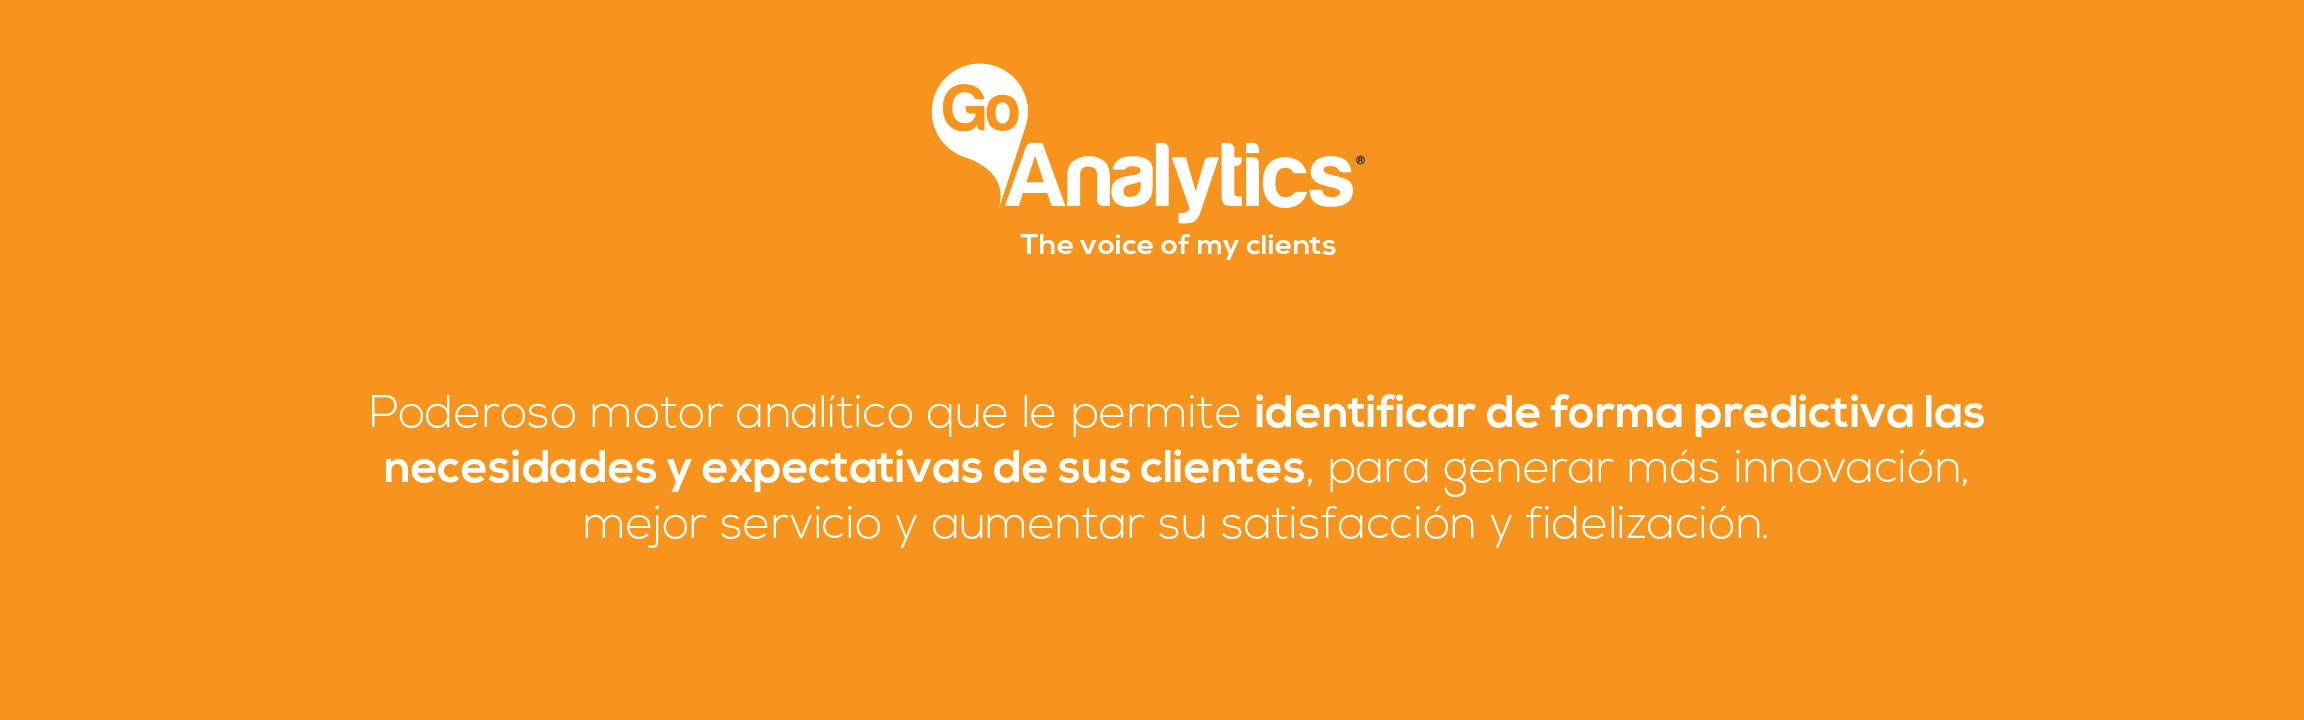 Go
Analytics®
The voice of my clients
Poderoso motor analítico que le permite identificar de forma predictiva las
necesidades y expectativas de sus clientes, para generar más innovación,
mejor servicio y aumentar su satisfacción y fidelización.